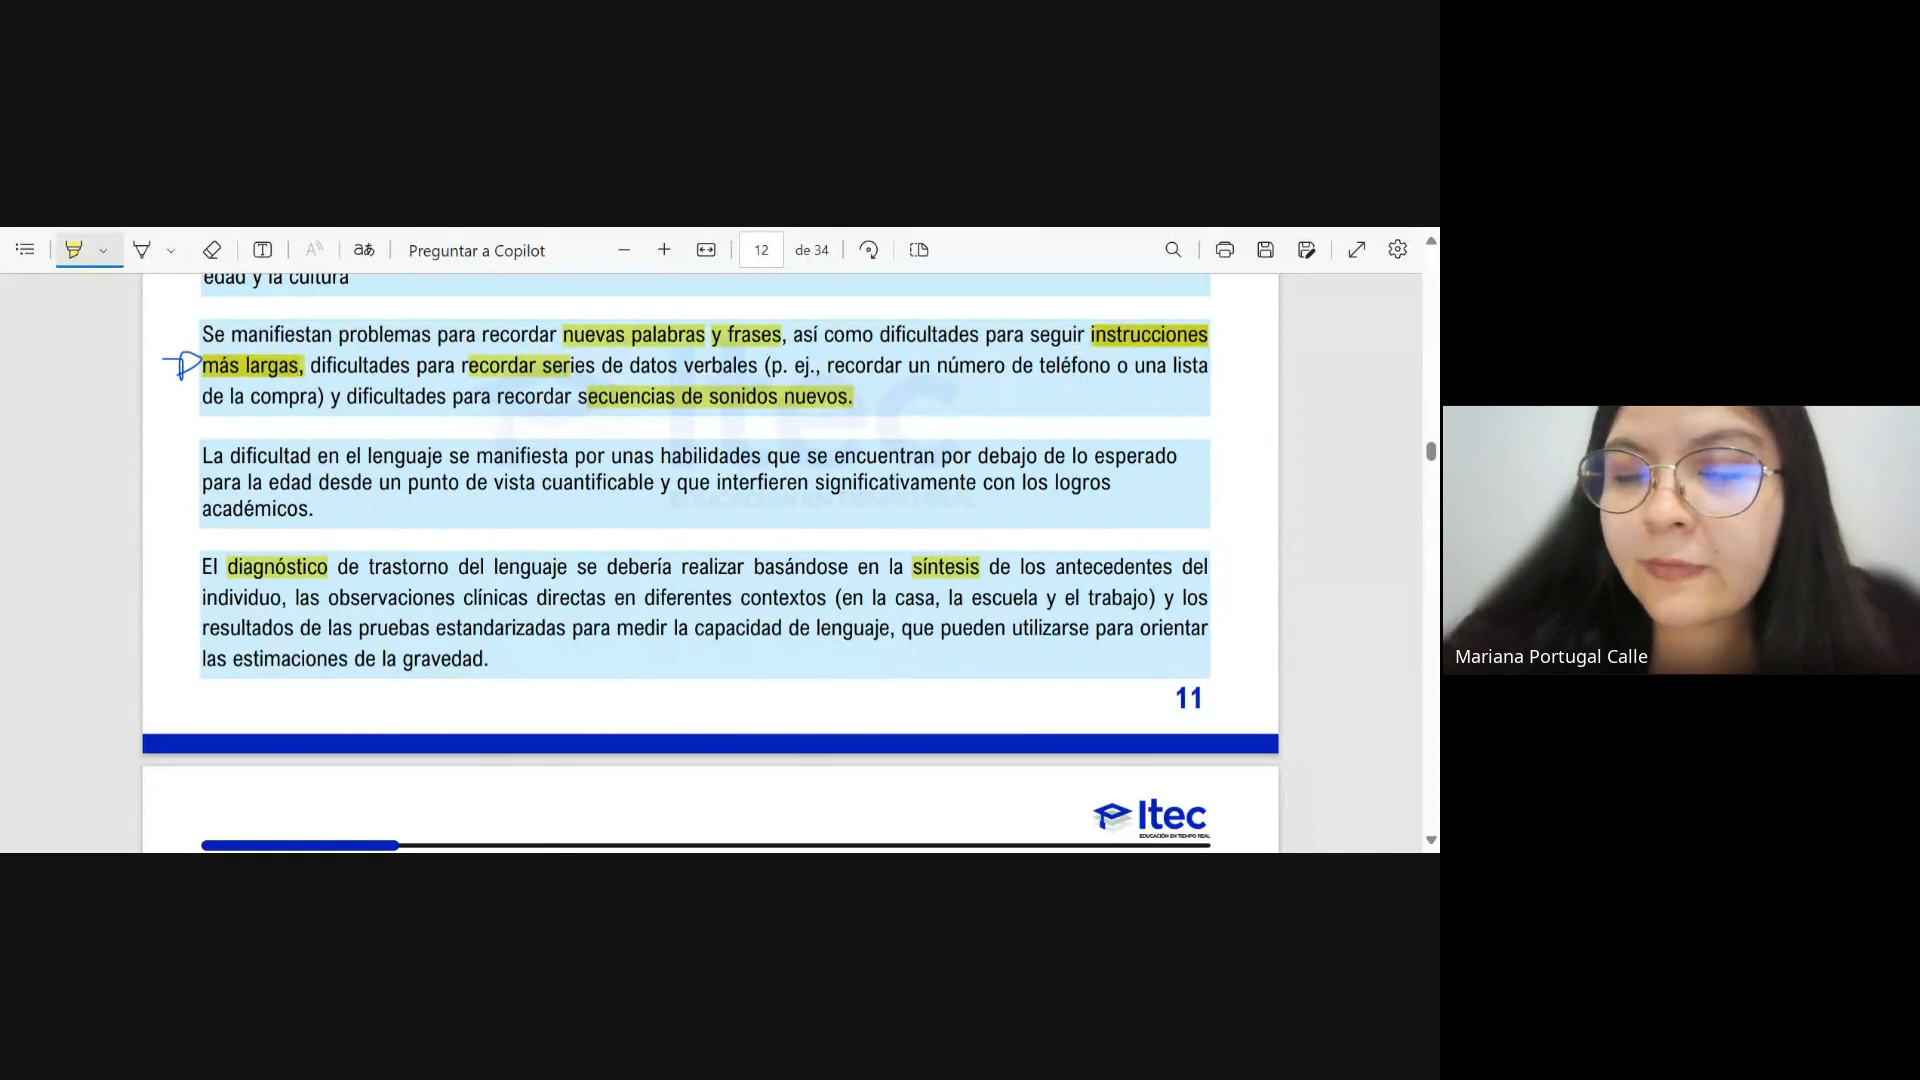 Preguntar a Copilot
12 de 34
edad y la cultura
Se manifiestan problemas para recordar nuevas palabras y frases, así como dificultades para seguir instrucciones
más largas, dificultades para recordar series de datos verbales (p. ej., recordar un número de teléfono o una lista
de la compra) y dificultades para recordar secuencias de sonidos nuevos.
La dificultad en el lenguaje se manifiesta por unas habilidades que se encuentran por debajo de lo esperado
para la edad desde un punto de vista cuantificable y que interfieren significativamente con los logros
académicos.
El diagnóstico de trastorno del lenguaje se debería realizar basándose en la síntesis de los antecedentes del
individuo, las observaciones clínicas directas en diferentes contextos (en la casa, la escuela y el trabajo) y los
resultados de las pruebas estandarizadas para medir la capacidad de lenguaje, que pueden utilizarse para orientar
las estimaciones de la gravedad.
11
Itec
EDUCACIÓN EN TIEMPO REAL
Mariana Portugal Calle